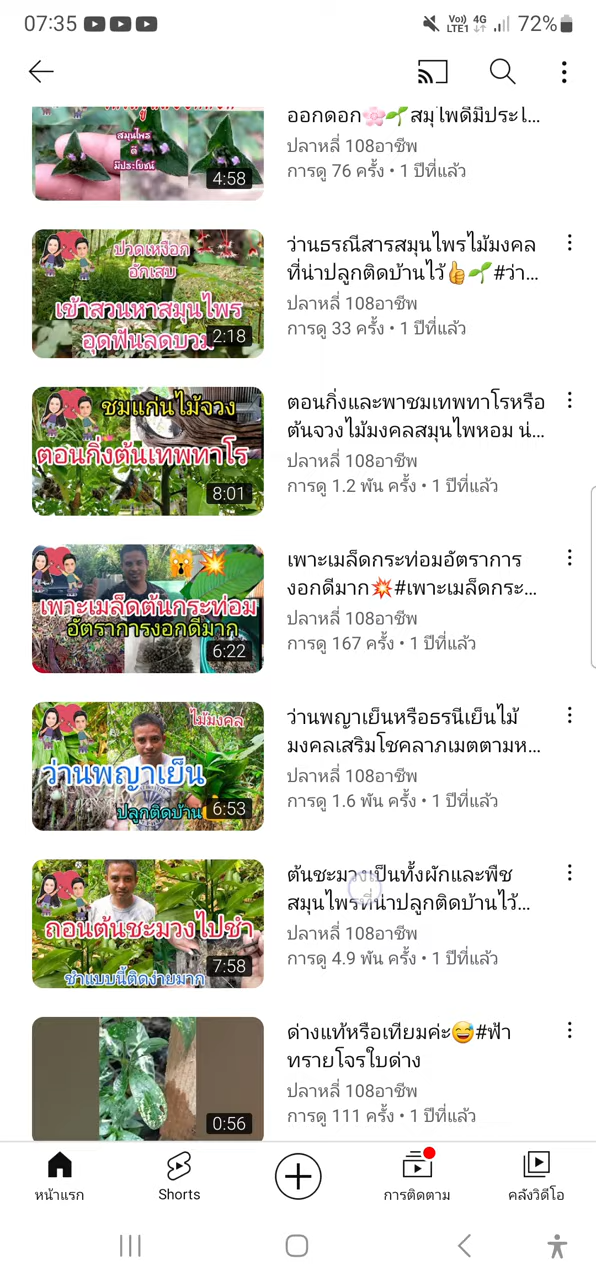 07:35
Vo)) 4G
LTE1
72%
สมุนไพร
ดี
มีประโยชน์
4:58
ออกดอก🌸🌱สมุไพดีมีประโ...
ปลาหลี่ 108อาชีพ
การดู 76 ครั้ง • 1 ปีที่แล้ว
ปวดเหงือก
อักเสบ
เข้าสวนหาสมุนไพร
อุดฟันลดบวม
2:18
ว่านธรณีสารสมุนไพรไม้มงคล
ที่น่าปลูกติดบ้านไว้👍🌱#ว่า...
ปลาหลี่ 108อาชีพ
การดู 33 ครั้ง • 1 ปีที่แล้ว
ชมแก่นไม้จวง
ตอนกิ่งต้นเทพทาโร
8:01
ตอนกิ่งและพาชมเทพทาโรหรือ
ต้นจวงไม้มงคลสมุนไพหอม น่...
ปลาหลี่ 108อาชีพ
การดู 1.2 พัน ครั้ง • 1 ปีที่แล้ว
เพาะเมล็ดต้นกระท่อม
อัตราการงอกดีมาก
6:22
เพาะเมล็ดกระท่อมอัตราการ
งอกดีมาก💥#เพาะเมล็ดกระ...
ปลาหลี่ 108อาชีพ
การดู 167 ครั้ง • 1 ปีที่แล้ว
ไม้มงคล
ว่านพญาเย็น
ปลูกติดบ้าน
6:53
ว่านพญาเย็นหรือธรนีเย็นไม้
มงคลเสริมโชคลาภเมตตามห...
ปลาหลี่ 108อาชีพ
การดู 1.6 พัน ครั้ง • 1 ปีที่แล้ว
ถอนต้นชะมวงไปชำ
ชำแบบนี้ติดง่ายมาก
7:58
ต้นชะมวงเป็นทั้งผักและพืช
สมุนไพรที่น่าปลูกติดบ้านไว้...
ปลาหลี่ 108อาชีพ
การดู 4.9 พัน ครั้ง • 1 ปีที่แล้ว
0:56
ด่างแท้หรือเทียมค่ะ😅#ฟ้า
ทรายโจรใบด่าง
ปลาหลี่ 108อาชีพ
การดู 111 ครั้ง • 1 ปีที่แล้ว
หน้าแรก
Shorts
การติดตาม
คลังวิดีโอ